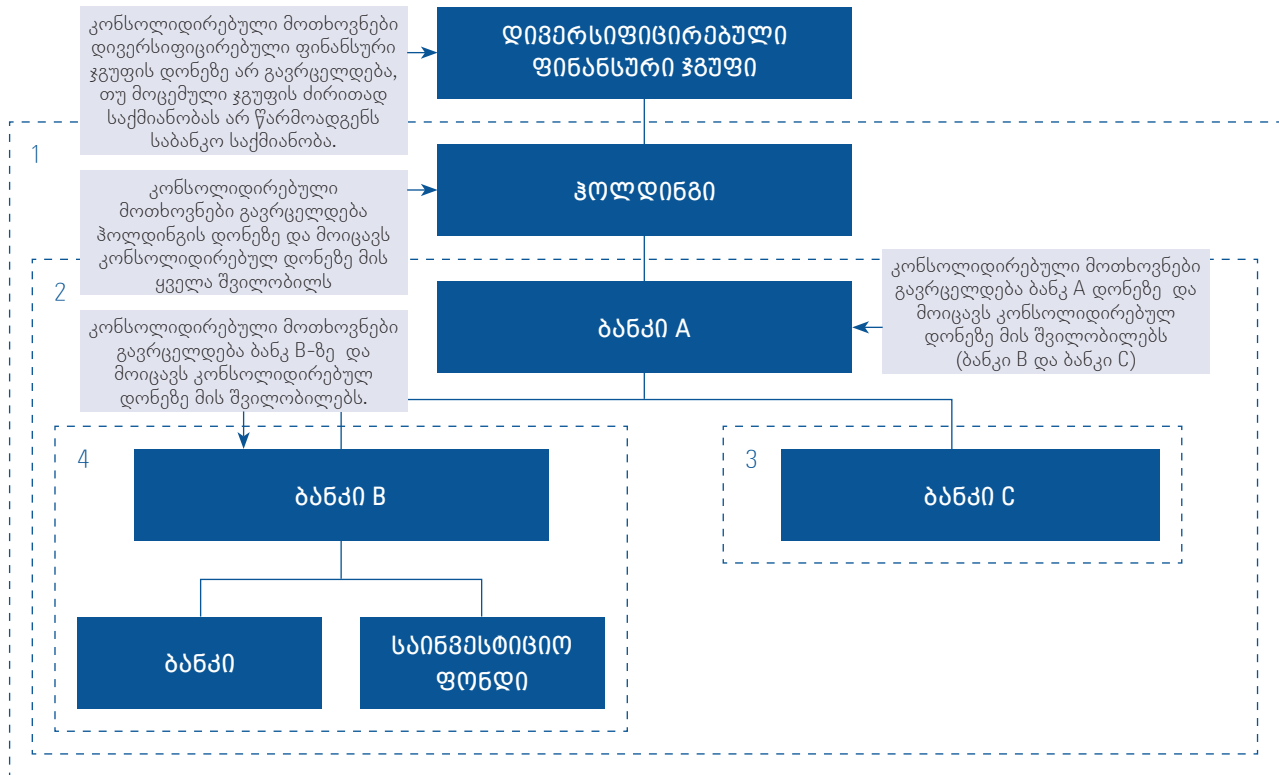 კონსოლიდირებული მოთხოვნები
დივერსიფიცირებული ფინანსური
ჯგუფის დონეზე არ გავრცელდება,
თუ მოცემული ჯგუფის ძირითად
საქმიანობას არ წარმოადგენს
საბანკო საქმიანობა.
დივერსიფიცირებული
ფინანსური ჯგუფი
1
კონსოლიდირებული
მოთხოვნები გავრცელდება
ჰოლდინგის დონეზე და მოიცავს
კონსოლიდირებულ დონეზე მის
ყველა შვილობილს
ჰოლდინგი
2
კონსოლიდირებული მოთხოვნები
გავრცელდება ბანკ B-ზე და
მოიცავს კონსოლიდირებულ
დონეზე მის შვილობილებს.
ბანკი A
კონსოლიდირებული მოთხოვნები
გავრცელდება ბანკ A დონეზე და
მოიცავს კონსოლიდირებულ
დონეზე მის შვილობილებს
(ბანკი B და ბანკი C)
4
ბანკი B
3
ბანკი C
ბანკი
საინვესტიციო
ფონდი